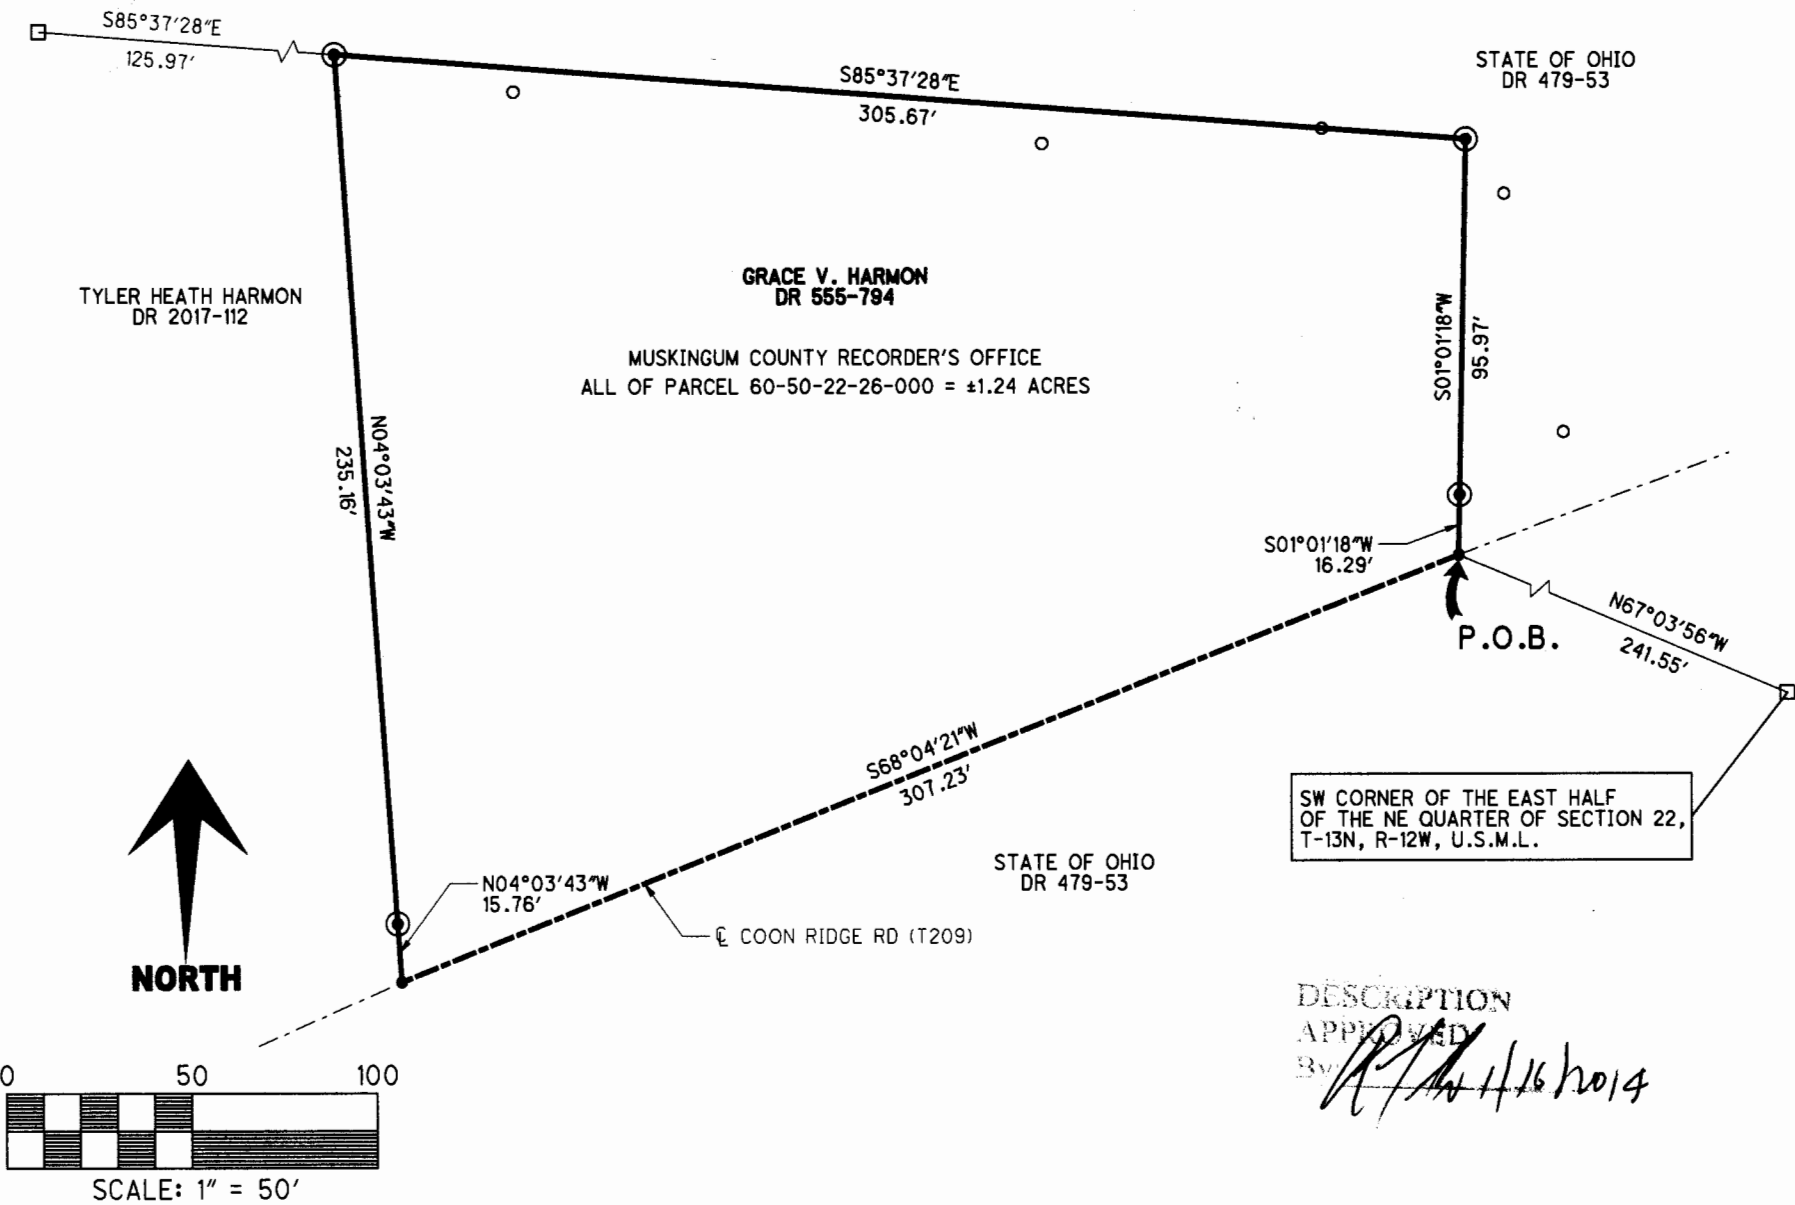 S85°37'28"E
125.97'
S85°37'28"E
305.67'
STATE OF OHIO
DR 479-53
TYLER HEATH HARMON
DR 2017-112
GRACE V. HARMON
DR 555-794
MUSKINGUM COUNTY RECORDER'S OFFICE
ALL OF PARCEL 60-50-22-26-000 = ±1.24 ACRES
S01°01'18"W
95.97'
N04°03'43"W
235.16'
S01°01'18"W
16.29'
P.O.B.
N67°03'56"W
241.55'
S68°04'21"W
307.23'
SW CORNER OF THE EAST HALF
OF THE NE QUARTER OF SECTION 22,
T-13N, R-12W, U.S.M.L.
STATE OF OHIO
DR 479-53
N04°03'43"W
15.76'
℄ COON RIDGE RD (T209)
NORTH
DESCRIPTION
APPROVED
By
1/16/2014
0 50 100
SCALE: 1" = 50'